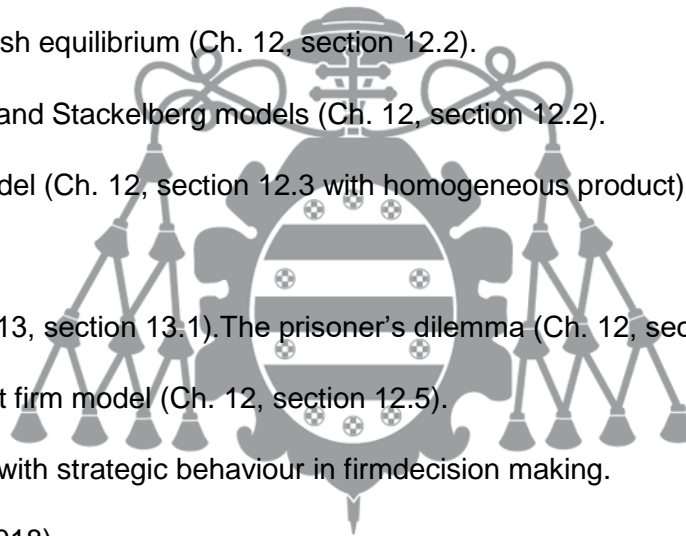 sh equilibrium (Ch. 12, section 12.2).
and Stackelberg models (Ch. 12, section 12.2).
del (Ch. 12, section 12.3 with homogeneous product)
13, section 13.1).The prisoner’s dilemma (Ch. 12, sec
t firm model (Ch. 12, section 12.5).
with strategic behaviour in firmdecision making.
018)